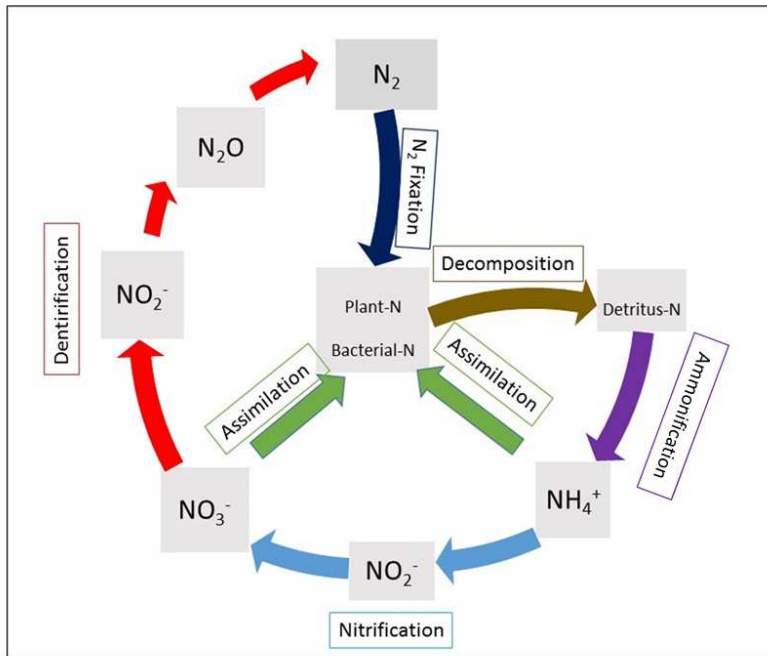 N₂
N₂O
N₂ Fixation
Dentirification
NO₂⁻
Plant-N
Bacterial-N
Decomposition
Detritus-N
Assimilation
Assimilation
Ammonification
NO₃⁻
NH₄⁺
NO₂⁻
Nitrification